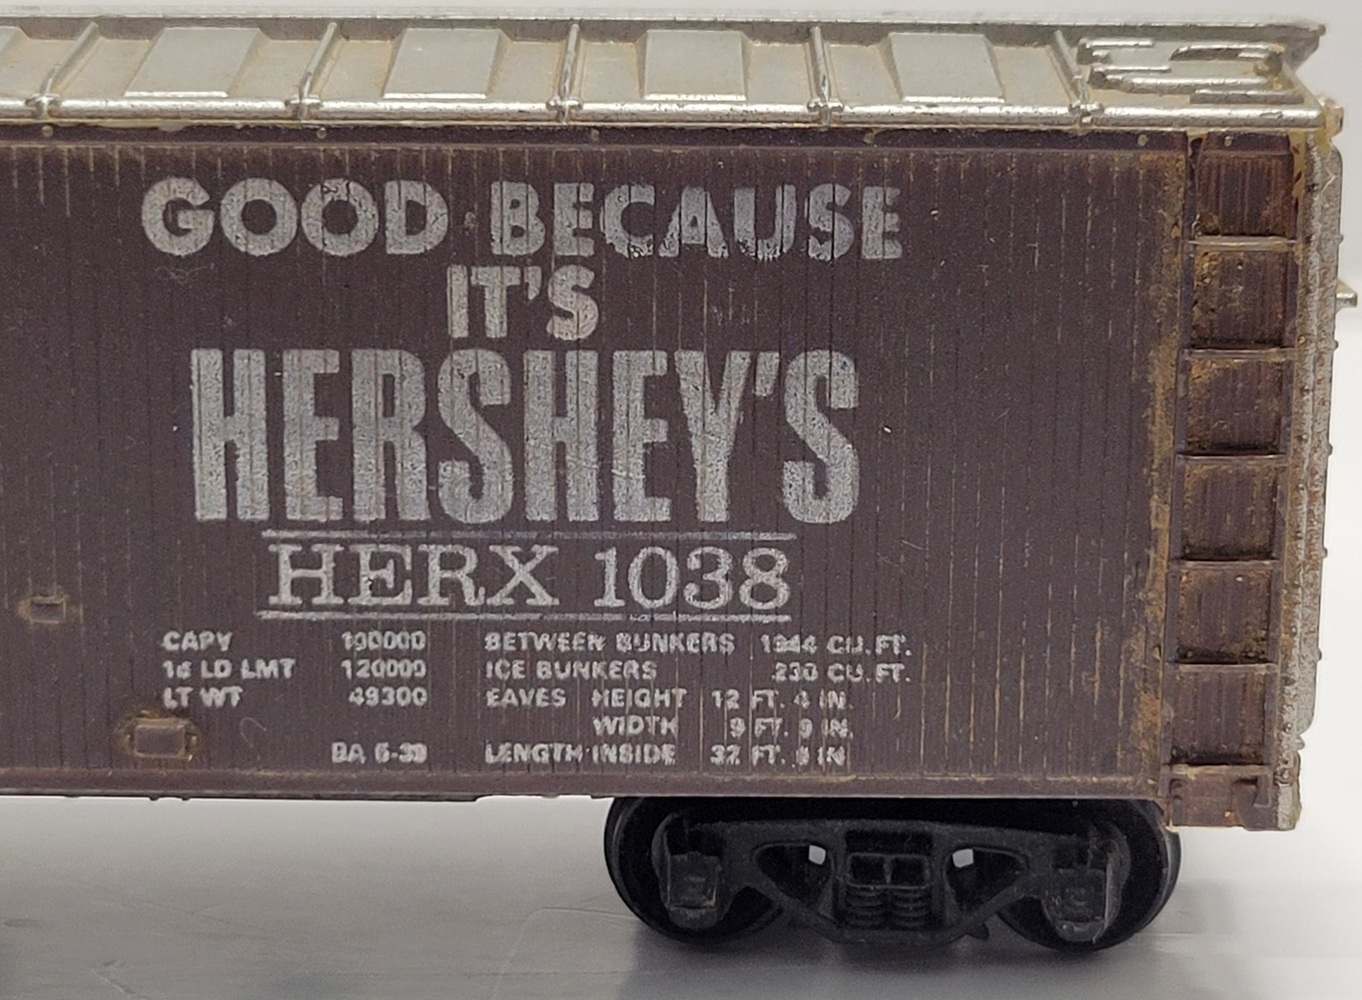 GOOD BECAUSE
IT'S
HERSHEY'S
HERX 1038
CAPY 100000 BETWEEN BUNKERS 1944 CU. FT.
LD LMT 120000 ICE BUNKERS 230 CU. FT.
LT WT 49300 EAVES HEIGHT 12 FT. 4 IN.
WIDTH 9 FT. 9 IN.
BA LENGTH INSIDE 32 FT. 9 IN